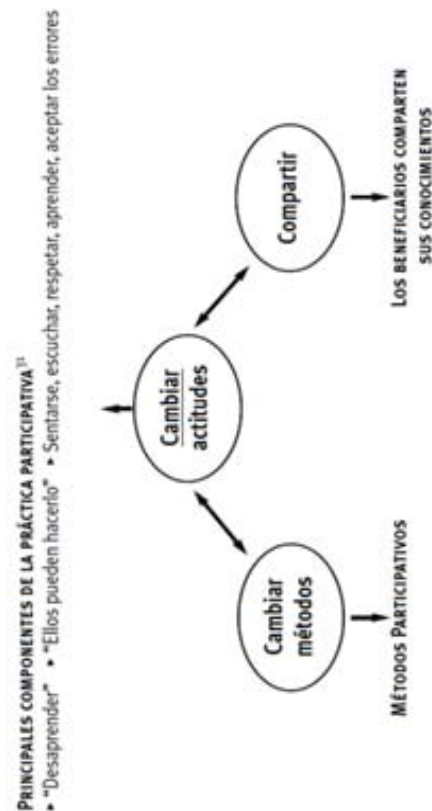 PRINCIPALES COMPONENTES DE LA PRÁCTICA PARTICIPATIVA
• "Desaprender" • "Ellos pueden hacerlo" • Sentarse, escuchar, respetar, aprender, aceptar los errores
Cambiar
actitudes
Cambiar
métodos
Compartir
MÉTODOS PARTICIPATIVOS
LOS BENEFICIARIOS COMPARTEN
SUS CONOCIMIENTOS